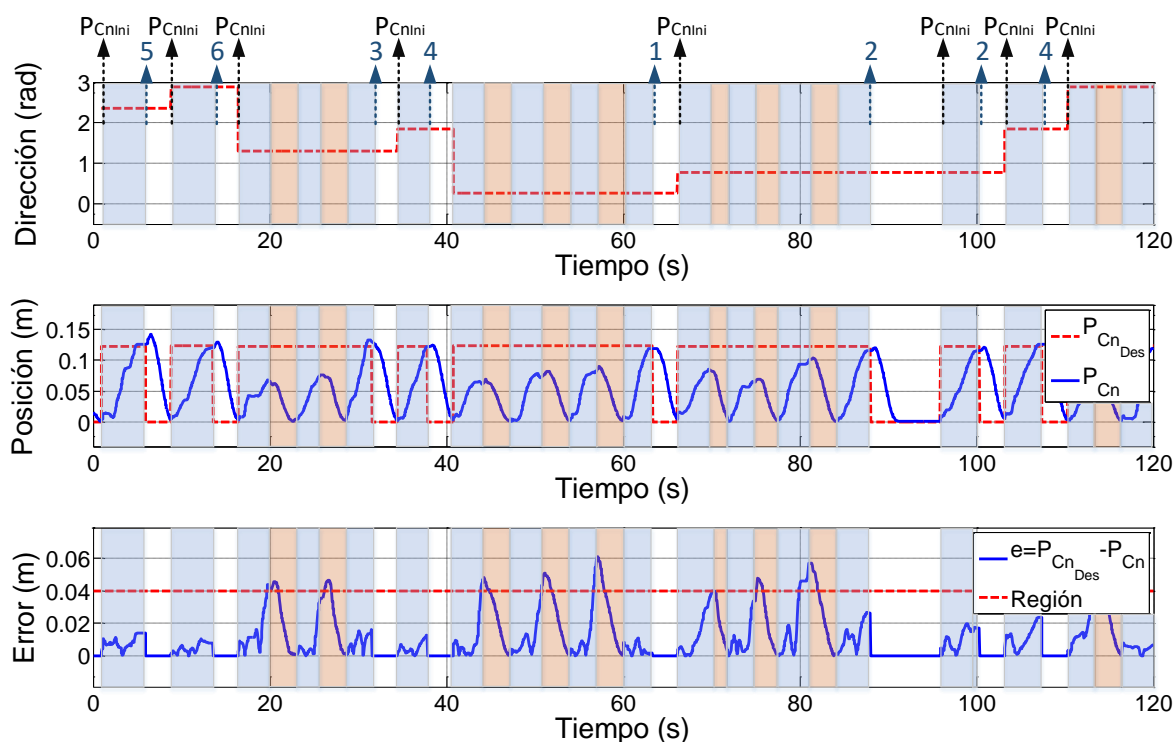 PCnIni PCnIni PCnIni PCnIni PCnIni PCnIni PCnIni PCnIni
5 6 3 4 1 2 2 4
Dirección (rad)
3
2
1
0
0 20 40 60 80 100 120
Tiempo (s)
Posición (m)
0.15
0.1
0.05
0
PCnDes
PCn
0 20 40 60 80 100 120
Tiempo (s)
Error (m)
0.06
0.04
0.02
0
e=PCnDes -PCn
Región
0 20 40 60 80 100 120
Tiempo (s)